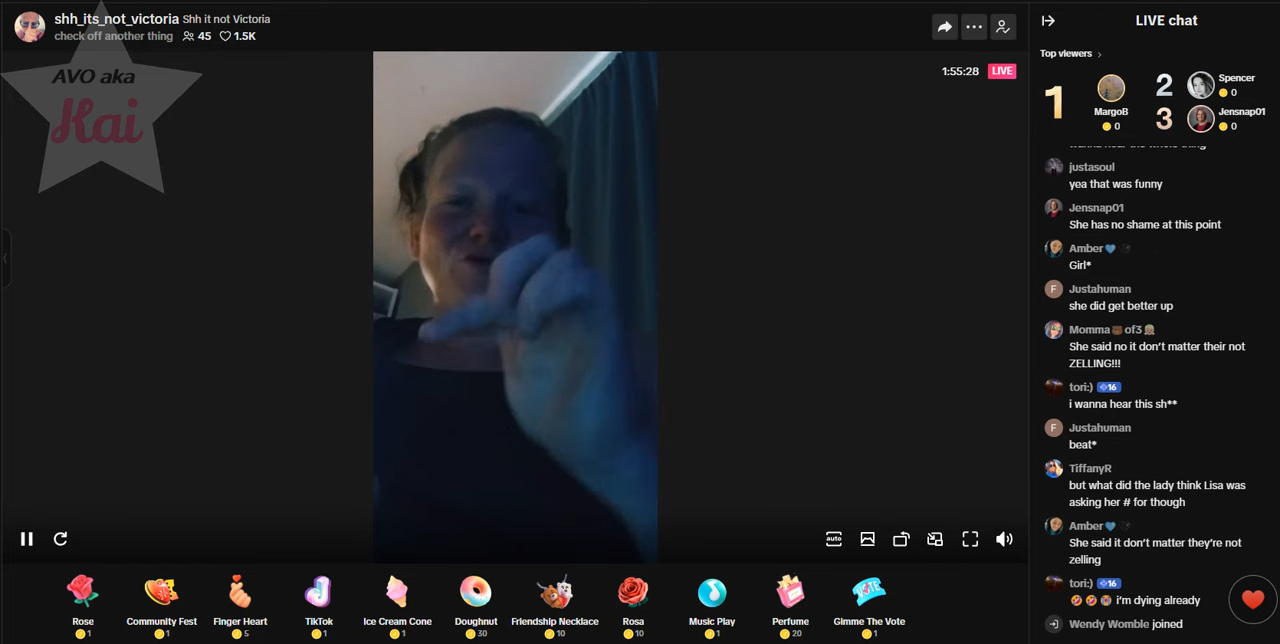 shh_its_not_victoria Shh it not Victoria
check off another thing 45 1.5K
AVO aka
Kai
1:55:28 LIVE
auto
Rose
1
Community Fest
1
Finger Heart
5
TikTok
1
Ice Cream Cone
1
Doughnut
30
Friendship Necklace
10
Rosa
10
Music Play
1
Perfume
20
Gimme The Vote
1
LIVE chat
Top viewers >
1
MargoB
0
2
Spencer
0
3
Jensnap01
0
wanna hear the whole thing
justasoul
yea that was funny
Jensnap01
She has no shame at this point
Amber💙
Girl*
F Justahuman
she did get better up
Momma🐻of3
She said no it don't matter their not
ZELLING!!!
tori:) 16
i wanna hear this sh**
F Justahuman
beat*
TiffanyR
but what did the lady think Lisa was
asking her # for though
Amber💙
She said it don't matter they're not
zelling
tori:) 16
🤣🤣😭 i'm dying already
Wendy Womble joined